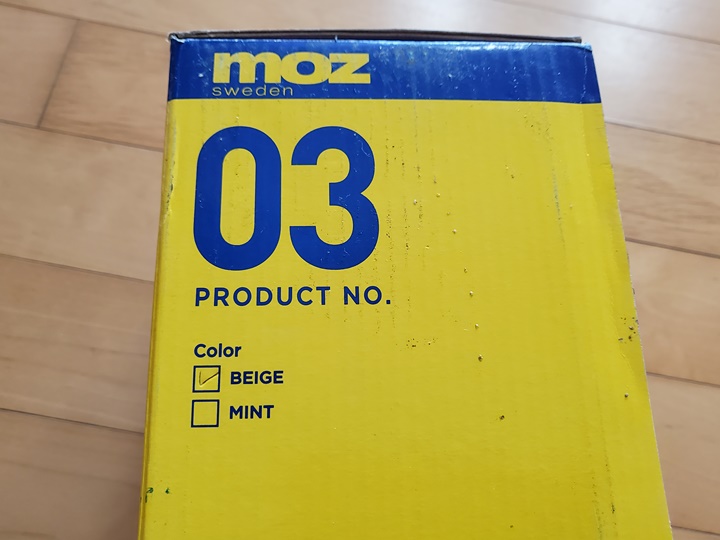 moz
sweden
03
PRODUCT NO.
Color
BEIGE
MINT